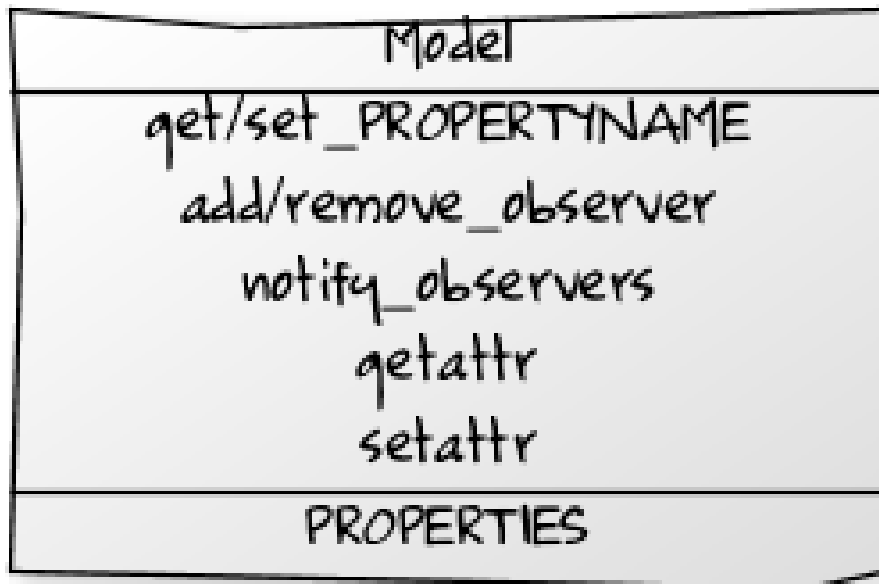 Model
get/set_PROPERTYNAME
add/remove_observer
notify_observers
getattr
setattr
PROPERTIES